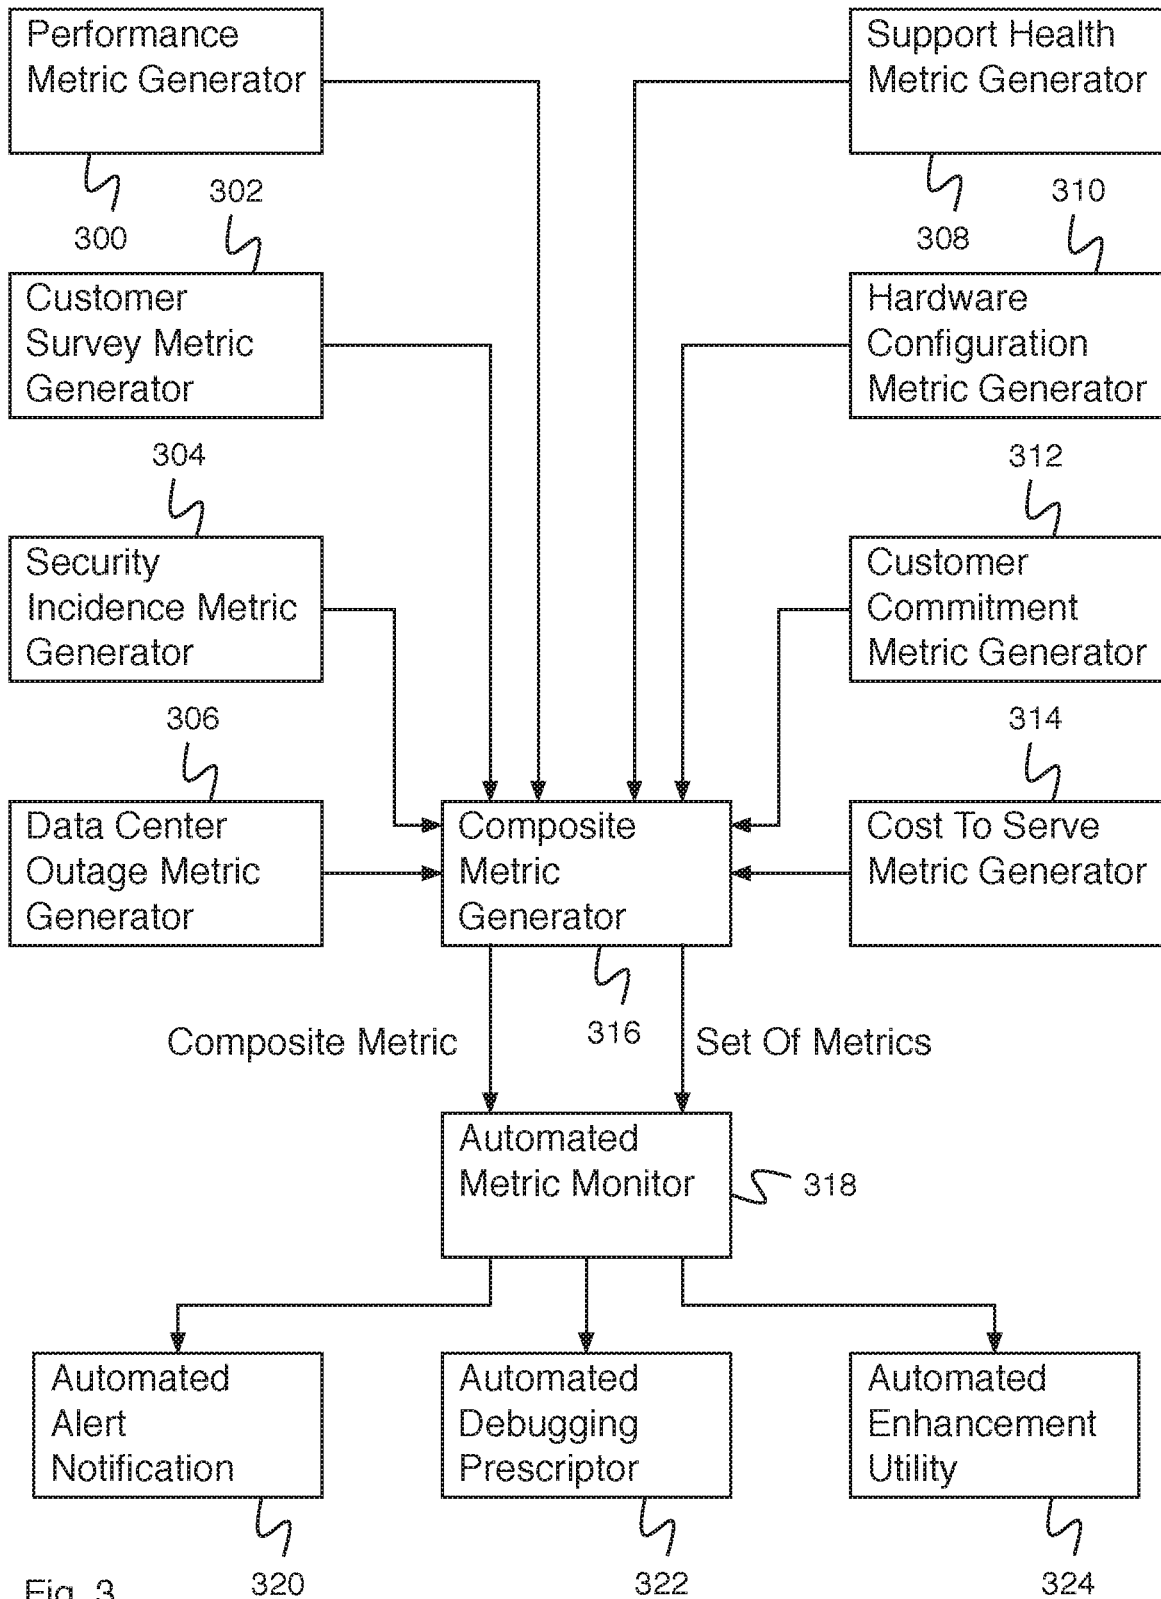 Performance
Metric Generator
300
302
Customer
Survey Metric
Generator
304
Security
Incidence Metric
Generator
306
Data Center
Outage Metric
Generator
Support Health
Metric Generator
308
310
Hardware
Configuration
Metric Generator
312
Customer
Commitment
Metric Generator
314
Cost To Serve
Metric Generator
Composite
Metric
Generator
316
Composite Metric
Set Of Metrics
Automated
Metric Monitor
318
Automated
Alert
Notification
320
Automated
Debugging
Prescriptor
322
Automated
Enhancement
Utility
324
Fig. 3